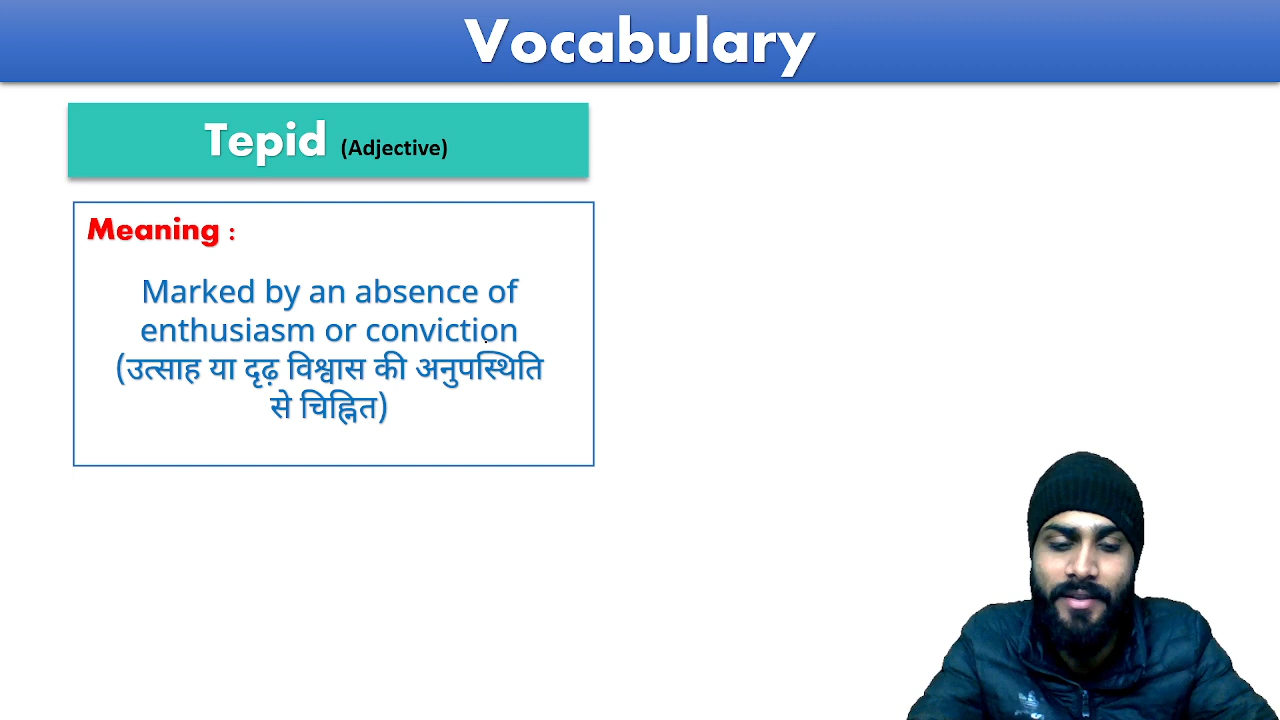 Vocabulary
Tepid (Adjective)
Meaning :
Marked by an absence of
enthusiasm or conviction
(उत्साह या दृढ़ विश्वास की अनुपस्थिति
से चिह्नित)